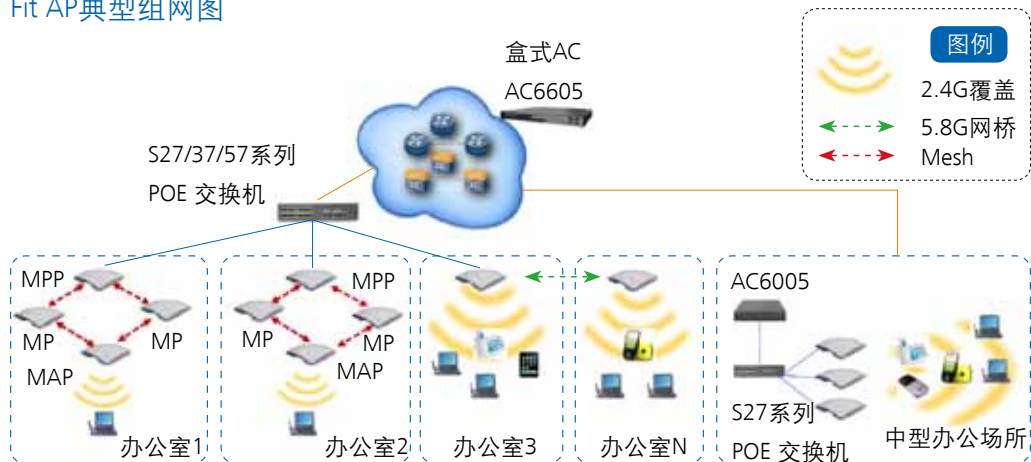 Fit AP典型组网图
图例
2.4G覆盖
5.8G网桥
Mesh
盒式AC
AC6605
S27/37/57系列
POE 交换机
MPP
MP
MP
MAP
办公室1
MPP
MP
MP
MAP
办公室2
办公室3
办公室N
AC6005
S27系列
POE 交换机
中型办公场所